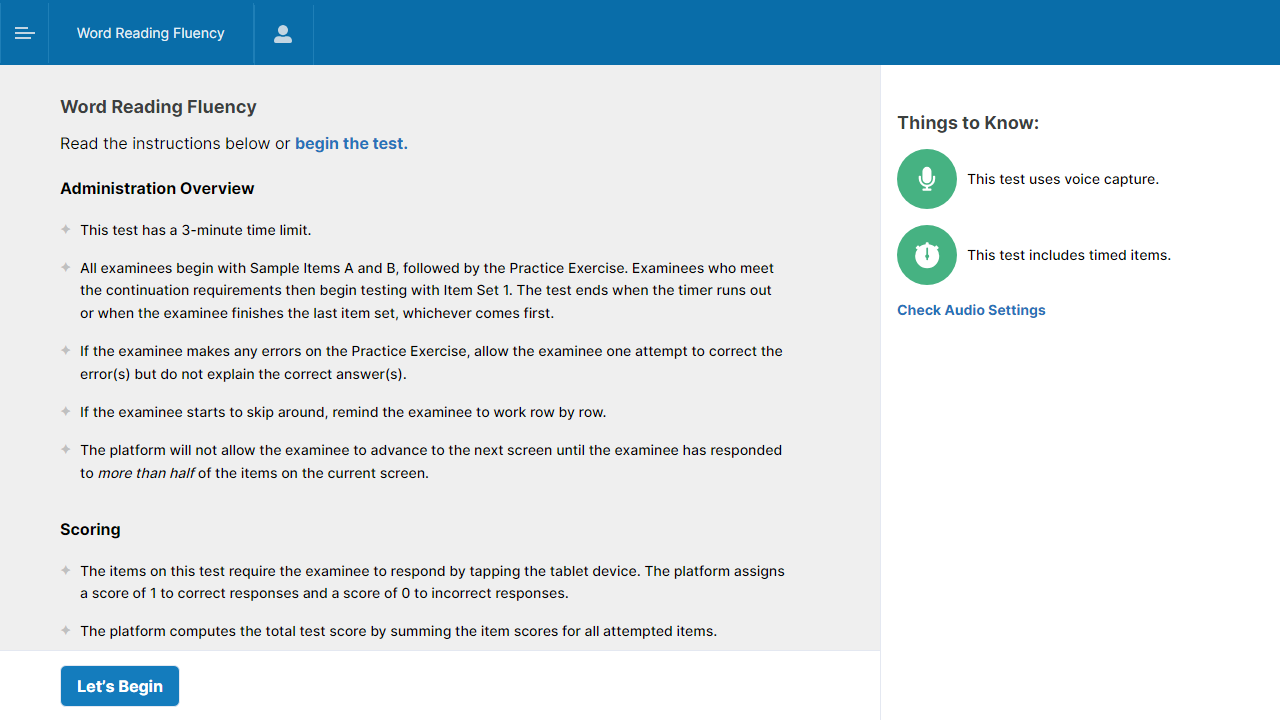 Word Reading Fluency
Word Reading Fluency
Read the instructions below or begin the test.
Administration Overview
This test has a 3-minute time limit.
All examinees begin with Sample Items A and B, followed by the Practice Exercise. Examinees who meet
the continuation requirements then begin testing with Item Set 1. The test ends when the timer runs out
or when the examinee finishes the last item set, whichever comes first.
If the examinee makes any errors on the Practice Exercise, allow the examinee one attempt to correct the
error(s) but do not explain the correct answer(s).
If the examinee starts to skip around, remind the examinee to work row by row.
The platform will not allow the examinee to advance to the next screen until the examinee has responded
to more than half of the items on the current screen.
Scoring
The items on this test require the examinee to respond by tapping the tablet device. The platform assigns
a score of 1 to correct responses and a score of 0 to incorrect responses.
The platform computes the total test score by summing the item scores for all attempted items.
Let's Begin
Things to Know:
This test uses voice capture.
This test includes timed items.
Check Audio Settings